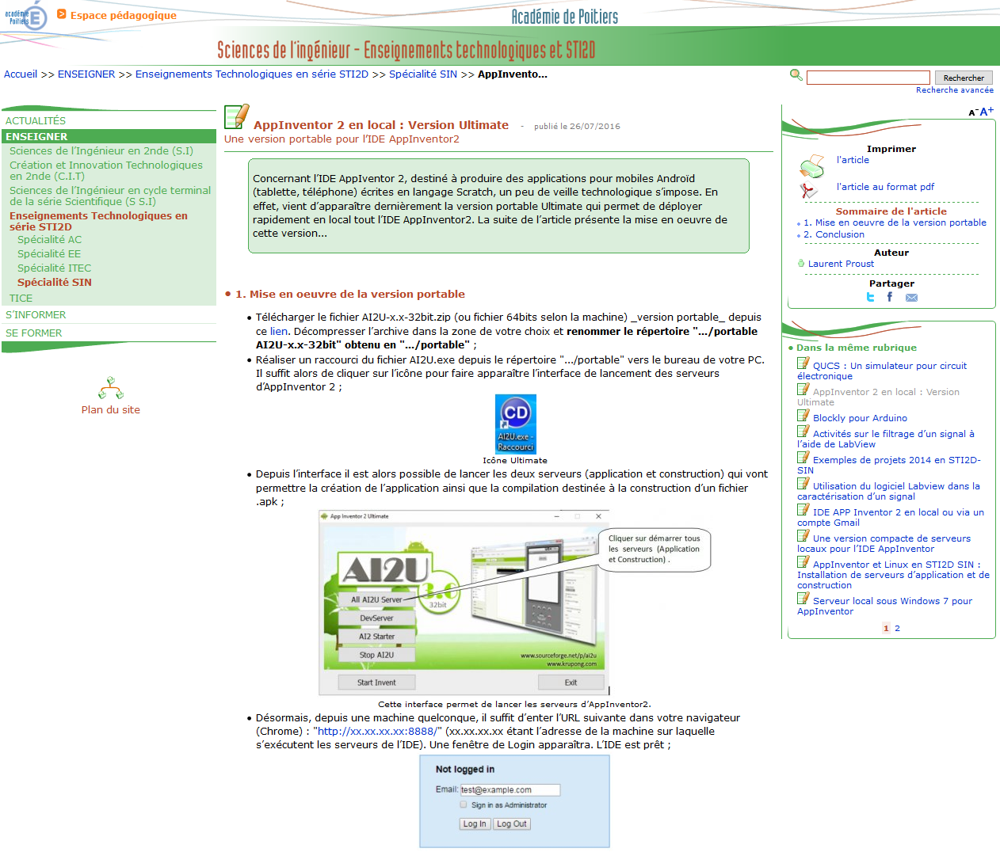 académie
Poitiers
Espace pédagogique
Académie de Poitiers
Sciences de l'ingénieur - Enseignements technologiques et STI2D
Accueil >> ENSEIGNER >> Enseignements Technologiques en série STI2D >> Spécialité SIN >> AppInvento...
Rechercher
Recherche avancée
ACTUALITÉS
ENSEIGNER
Sciences de l'Ingénieur en 2nde (S.I)
Création et Innovation Technologiques
en 2nde (C.I.T)
Sciences de l'Ingénieur en cycle terminal
de la série Scientifique (S S.I)
Enseignements Technologiques en
série STI2D
Spécialité AC
Spécialité EE
Spécialité ITEC
Spécialité SIN
TICE
S'INFORMER
SE FORMER
Plan du site
AppInventor 2 en local : Version Ultimate - publié le 26/07/2016
Une version portable pour l'IDE AppInventor2
Concernant l'IDE AppIventor 2, destiné à produire des applications pour mobiles Androïd
(tablette, téléphone) écrites en langage Scratch, un peu de veille technologique s'impose. En
effet, vient d'apparaître dernièrement la version portable Ultimate qui permet de déployer
rapidement en local tout l'IDE AppInventor2. La suite de l'article présente la mise en oeuvre de
cette version...
1. Mise en oeuvre de la version portable
Télécharger le fichier AI2U-x.x-32bit.zip (ou fichier 64bits selon la machine) _version portable_ depuis
ce lien. Décompresser l'archive dans la zone de votre choix et renommer le répertoire ".../portable
AI2U-x.x-32bit" obtenu en ".../portable" ;
Réaliser un raccourci du fichier AI2U.exe depuis le répertoire ".../portable" vers le bureau de votre PC.
Il suffit alors de cliquer sur l'icône pour faire apparaître l'interface de lancement des serveurs
d'AppInventor 2 ;
CD
AI2U.exe -
Raccourci
Icône Ultimate
Depuis l'interface il est alors possible de lancer les deux serveurs (application et construction) qui vont
permettre la création de l'application ainsi que la compilation destinée à la construction d'un fichier
.apk ;
App Inventor 2 Ultimate
AI2U
3.0
32bit
All AI2U Server
DevServer
AI2 Starter
Stop AI2U
www.sourceforge.net/p/ai2u
www.krupong.com
Start Invent
Exit
Cliquer sur démarrer tous
les serveurs (Application
et Construction) .
Cette interface permet de lancer les serveurs d'AppInventor2.
Désormais, depuis une machine quelconque, il suffit d'enter l'URL suivante dans votre navigateur
(Chrome) : "http://xx.xx.xx.xx:8888/" (xx.xx.xx.xx étant l'adresse de la machine sur laquelle
s'exécutent les serveurs de l'IDE). Une fenêtre de Login apparaîtra. L'IDE est prêt ;
Not logged in
Email: test@example.com
Sign in as Administrator
Log In Log Out
A- A+
Imprimer
l'article
l'article au format pdf
Sommaire de l'article
1. Mise en oeuvre de la version portable
2. Conclusion
Auteur
Laurent Proust
Partager
Dans la même rubrique
QUCS : Un simulateur pour circuit
électronique
AppInventor 2 en local : Version
Ultimate
Blockly pour Arduino
Activités sur le filtrage d'un signal à
l'aide de LabView
Exemples de projets 2014 en STI2D-
SIN
Utilisation du logiciel Labview dans la
caractérisation d'un signal
IDE APP Inventor 2 en local ou via un
compte Gmail
Une version compacte de serveurs
locaux pour l'IDE AppInventor
AppInventor et Linux en STI2D SIN :
Installation de serveurs d'application et de
construction
Serveur local sous Windows 7 pour
AppInventor
1 2